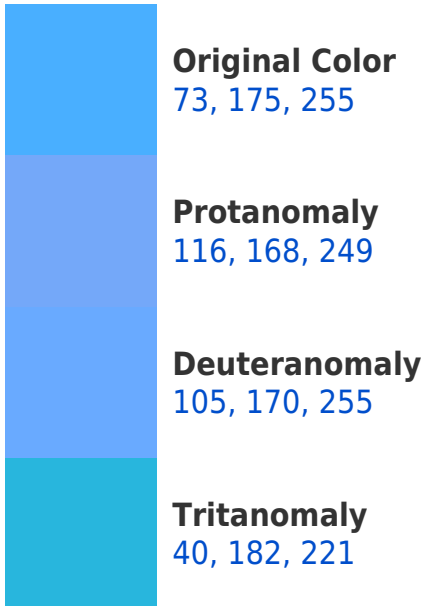 Original Color
73, 175, 255
Protanomaly
116, 168, 249
Deuteranomaly
105, 170, 255
Tritanomaly
40, 182, 221